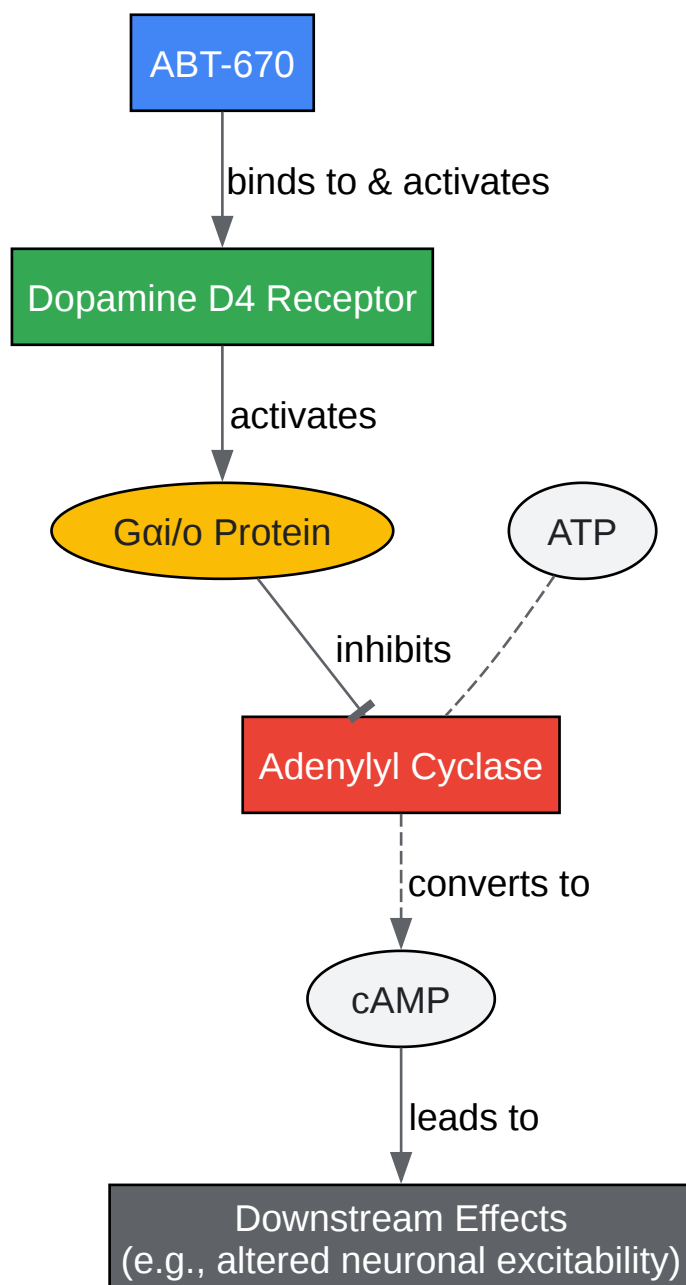 ABT-670
binds to & activates
Dopamine D4 Receptor
activates
Gαi/o Protein
ATP
inhibits
Adenylyl Cyclase
converts to
cAMP
leads to
Downstream Effects
(e.g., altered neuronal excitability)